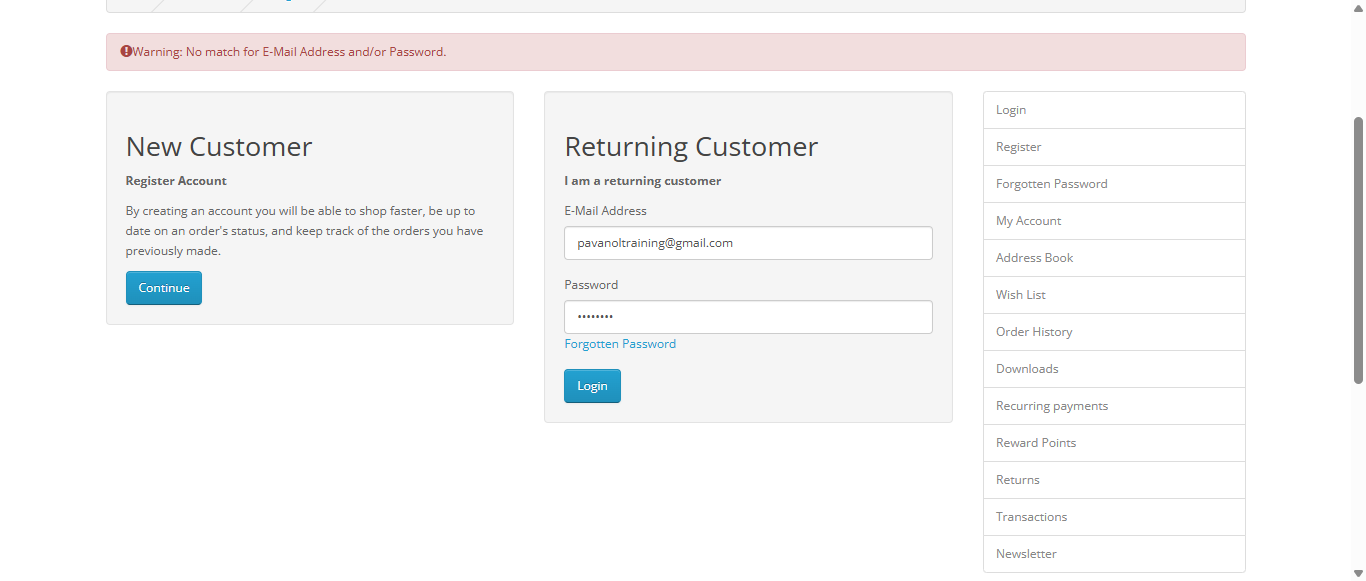 Warning: No match for E-Mail Address and/or Password.
New Customer
Register Account
By creating an account you will be able to shop faster, be up to
date on an order's status, and keep track of the orders you have
previously made.
Continue
Returning Customer
I am a returning customer
E-Mail Address
pavanoltraining@gmail.com
Password
••••••••
Forgotten Password
Login
Login
Register
Forgotten Password
My Account
Address Book
Wish List
Order History
Downloads
Recurring payments
Reward Points
Returns
Transactions
Newsletter